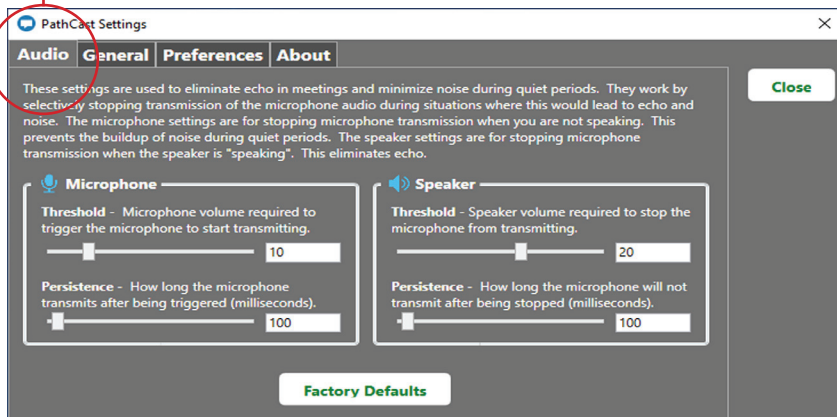 PathCast Settings
Audio General Preferences About
Close
These settings are used to eliminate echo in meetings and minimize noise during quiet periods. They work by
selectively stopping transmission of the microphone audio during situations where this would lead to echo and
noise. The microphone settings are for stopping microphone transmission when you are not speaking. This
prevents the buildup of noise during quiet periods. The speaker settings are for stopping microphone
transmission when the speaker is "speaking". This eliminates echo.
Microphone
Threshold - Microphone volume required to
trigger the microphone to start transmitting.
10
Persistence - How long the microphone
transmits after being triggered (milliseconds).
100
Speaker
Threshold - Speaker volume required to stop the
microphone from transmitting.
20
Persistence - How long the microphone will not
transmit after being stopped (milliseconds).
100
Factory Defaults